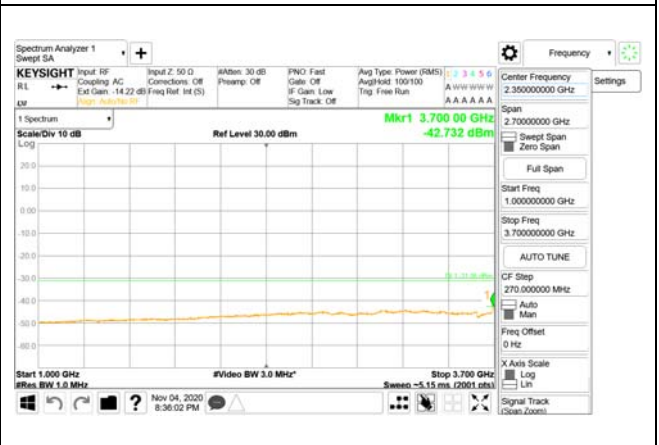 Spectrum Analyzer 1
Swept SA
+
Frequency
KEYSIGHT Input: RF Input Z: 50 Ω #Atten: 30 dB PNO: Fast Avg Type: Power (RMS) 1 2 3 4 5 6
RL Coupling: AC Corrections: Off Preamp: Off Gate: Off Avg|Hold: 100/100 A W W W W W
Ext Gain: -14.22 dB Freq Ref: Int (S) IF Gain: Low Trig: Free Run
Align: Auto/No RF Sig Track: Off A A A A A A
Center Frequency
2.350000000 GHz
Settings
Span
2.70000000 GHz
Swept Span
Zero Span
Full Span
Start Freq
1.000000000 GHz
Stop Freq
3.700000000 GHz
AUTO TUNE
CF Step
270.000000 MHz
Auto
Man
Freq Offset
0 Hz
X Axis Scale
Log
Lin
Signal Track
(Span Zoom)
1 Spectrum
Mkr1 3.700 00 GHz
Scale/Div 10 dB Ref Level 30.00 dBm -42.732 dBm
Log
20.0
10.0
0.00
-10.0
-20.0
-30.0
-40.0
-50.0
-60.0
1
Start 1.000 GHz #Video BW 3.0 MHz* Stop 3.700 GHz
#Res BW 1.0 MHz Sweep ~5.15 ms (2001 pts)
? Nov 04, 2020
8:36:02 PM